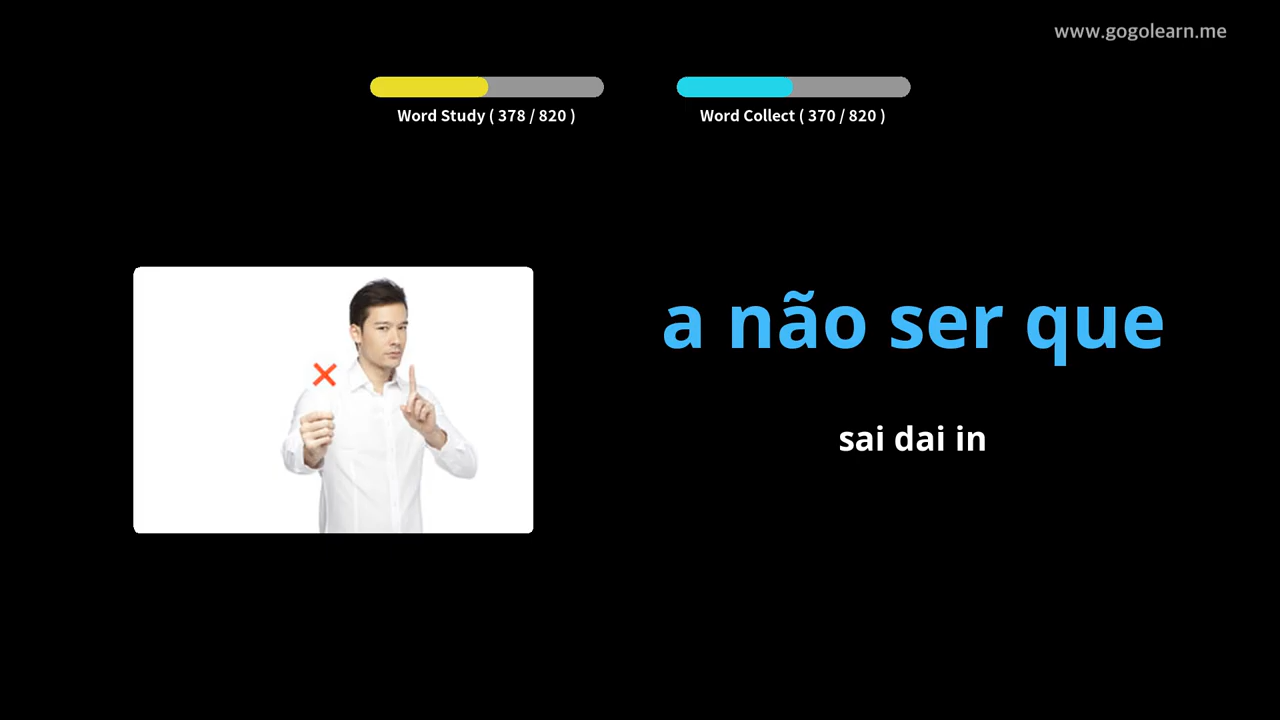 www.gogolearn.me
Word Study ( 378 / 820 )
Word Collect ( 370 / 820 )
a não ser que
sai dai in